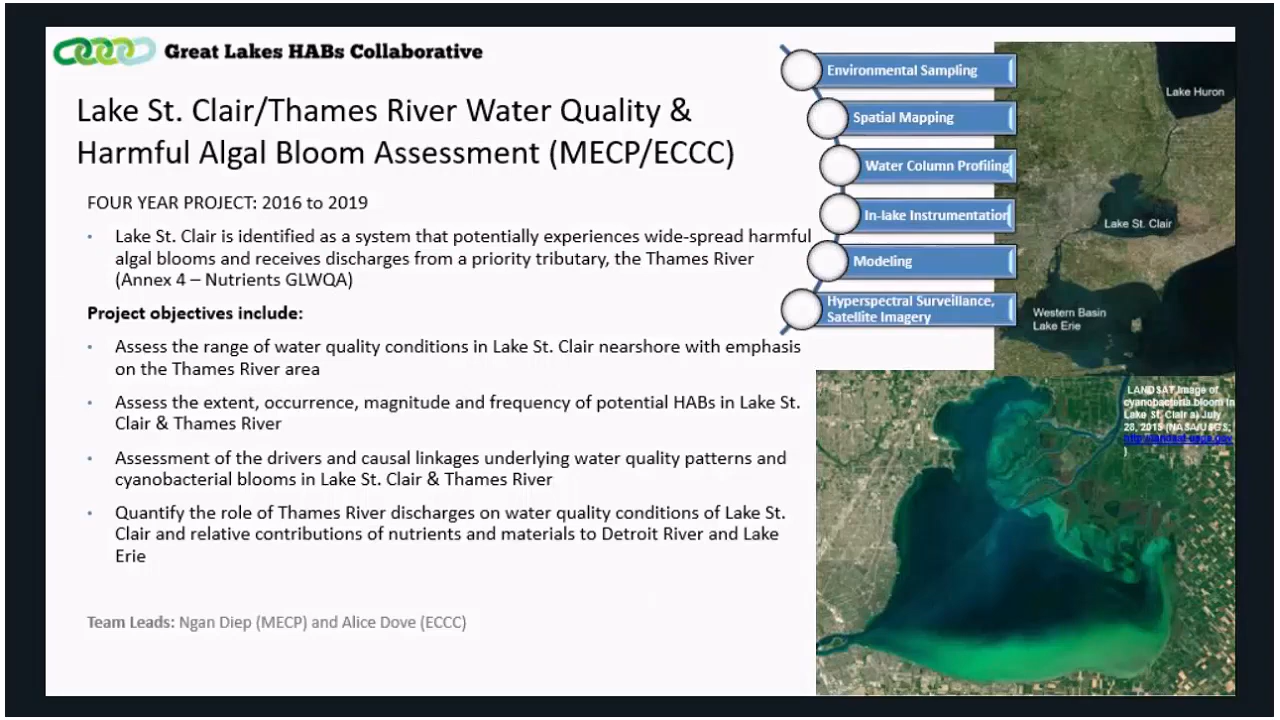 Great Lakes HABs Collaborative
Lake St. Clair/Thames River Water Quality &
Harmful Algal Bloom Assessment (MECP/ECCC)
FOUR YEAR PROJECT: 2016 to 2019
• Lake St. Clair is identified as a system that potentially experiences wide-spread harmful
algal blooms and receives discharges from a priority tributary, the Thames River
(Annex 4 – Nutrients GLWQA)
Project objectives include:
• Assess the range of water quality conditions in Lake St. Clair nearshore with emphasis
on the Thames River area
• Assess the extent, occurrence, magnitude and frequency of potential HABs in Lake St.
Clair & Thames River
• Assessment of the drivers and causal linkages underlying water quality patterns and
cyanobacterial blooms in Lake St. Clair & Thames River
• Quantify the role of Thames River discharges on water quality conditions of Lake St.
Clair and relative contributions of nutrients and materials to Detroit River and Lake
Erie
Team Leads: Ngan Diep (MECP) and Alice Dove (ECCC)
Environmental Sampling
Spatial Mapping
Water Column Profiling
In-lake Instrumentation
Modeling
Hyperspectral Surveillance,
Satellite Imagery
Lake Huron
Lake St. Clair
Western Basin
Lake Erie
LANDSAT Image of
cyanobacteria bloom in
Lake St. Clair
28, 2015 (NASA/USGS;
)